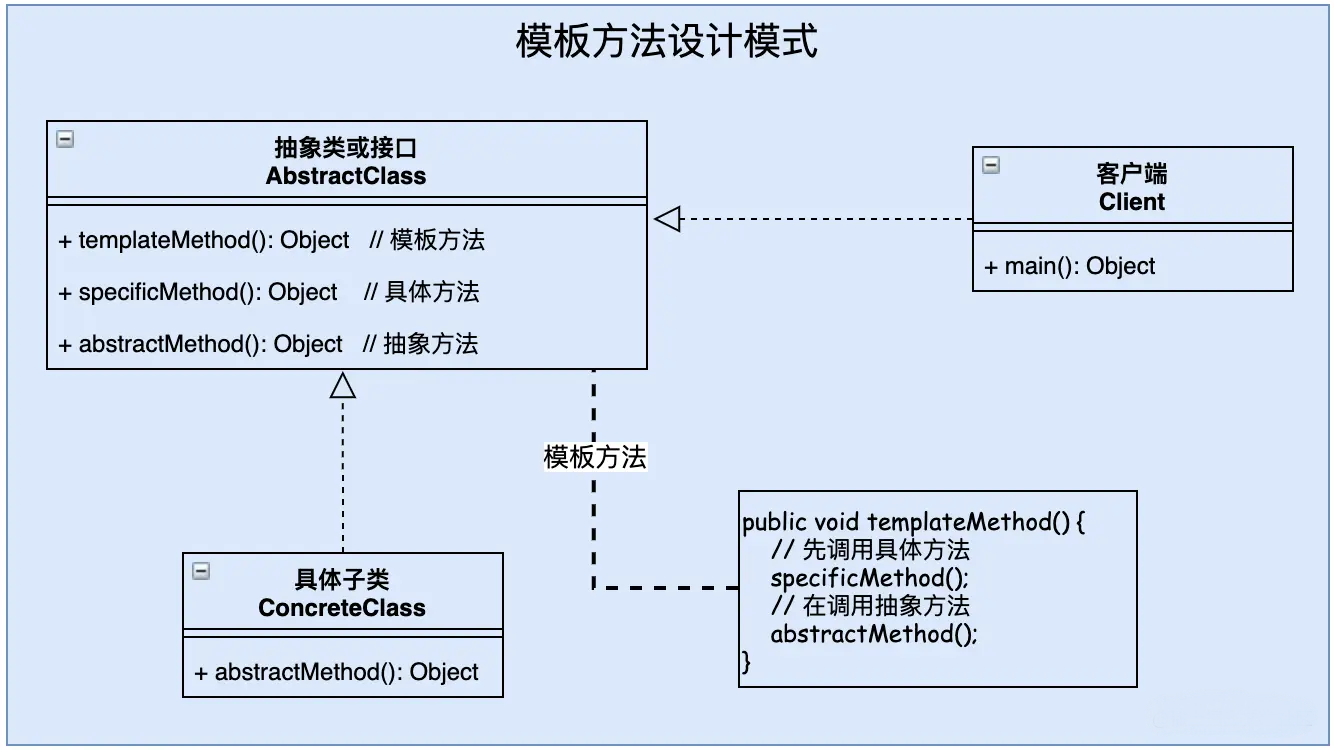 模板方法设计模式
抽象类或接口
AbstractClass
+ templateMethod(): Object // 模板方法
+ specificMethod(): Object // 具体方法
+ abstractMethod(): Object // 抽象方法
客户端
Client
+ main(): Object
模板方法
具体子类
ConcreteClass
+ abstractMethod(): Object
public void templateMethod() {
// 先调用具体方法
specificMethod();
// 在调用抽象方法
abstractMethod();
}